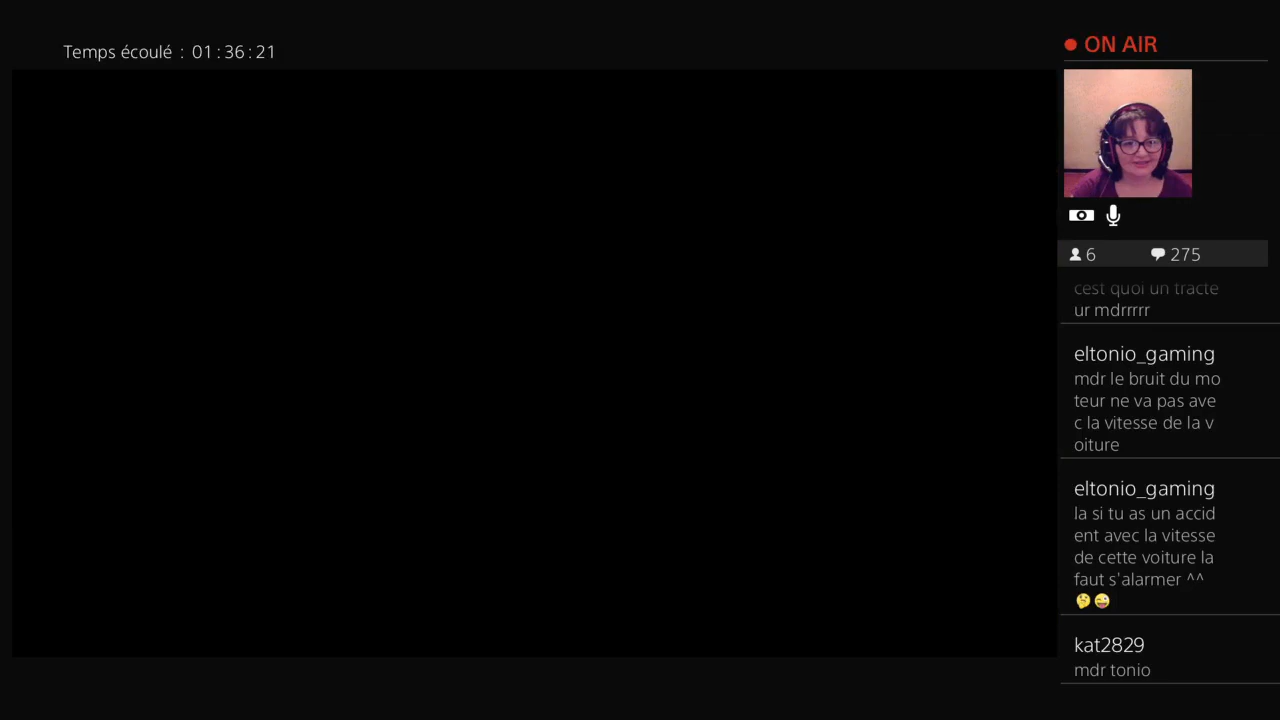 Temps écoulé : 01:36:21
ON AIR
6 275
cest quoi un tracte
ur mdrrrrr
eltonio_gaming
mdr le bruit du mo
teur ne va pas ave
c la vitesse de la v
oiture
eltonio_gaming
la si tu as un accid
ent avec la vitesse
de cette voiture la
faut s'alarmer ^^
🤔😜
kat2829
mdr tonio